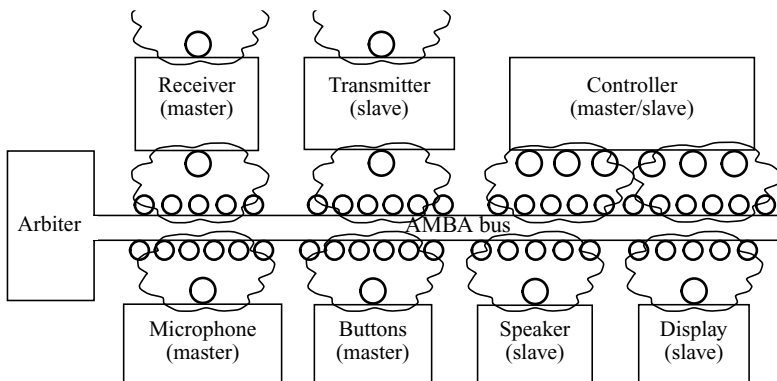 Receiver
(master)
Transmitter
(slave)
Controller
(master/slave)
Arbiter
AMBA bus
Microphone
(master)
Buttons
(master)
Speaker
(slave)
Display
(slave)